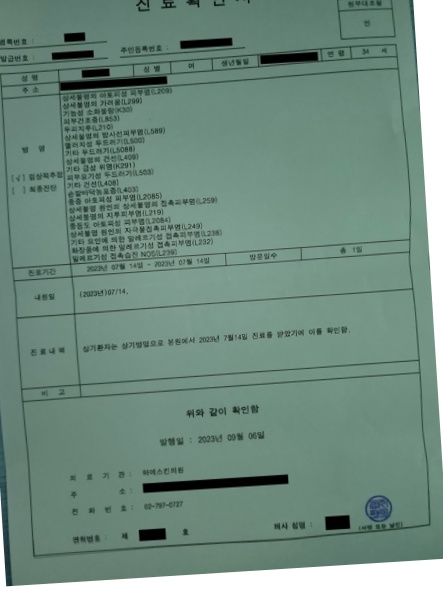 진 료 확 인 서
원부대조필
인
등록번호 :
발급번호 :
주민등록번호 :
성 명
성 별
여
생년월일
연 령
34 세
주 소
병 명
[√] 임상적추정
[ ] 최종진단
상세불명의 아토피성 피부염(L209)
상세불명의 가려움(L299)
기능성 소화불량(K30)
피부건조증(L853)
두피지루(L210)
상세불명의 방사선피부염(L589)
알러지성 두드러기(L500)
기타 두드러기(L5088)
상세불명의 건선(L409)
기타 급성 위염(K291)
피부묘기성 두드러기(L503)
기타 건선(L408)
손발바닥농포증(L403)
중증 아토피성 피부염(L2085)
상세불명 원인의 상세불명의 접촉피부염(L259)
상세불명의 지루피부염(L219)
중등도 아토피성 피부염(L2084)
상세불명 원인의 자극물접촉피부염(L249)
기타 요인에 의한 알레르기성 접촉피부염(L238)
화장품에 의한 알레르기성 접촉피부염(L232)
알레르기성 접촉습진 NOS(L239)
진료기간
2023년 07월 14일 ~ 2023년 07월 14일
방문일수
총 1일
내원일
(2023년)07/14,
진 료 내 역
상기환자는 상기병명으로 본원에서 2023년 7월14일 진료를 받았기에 이를 확인함.
비 고
위와 같이 확인함
발행일 : 2023년 09월 06일
의 료 기 관 : 하예스킨의원
주 소 :
전 화 번 호 : 02-797-0727
면허번호 : 제 호
의사 성명 :
(서명 또는 날인)